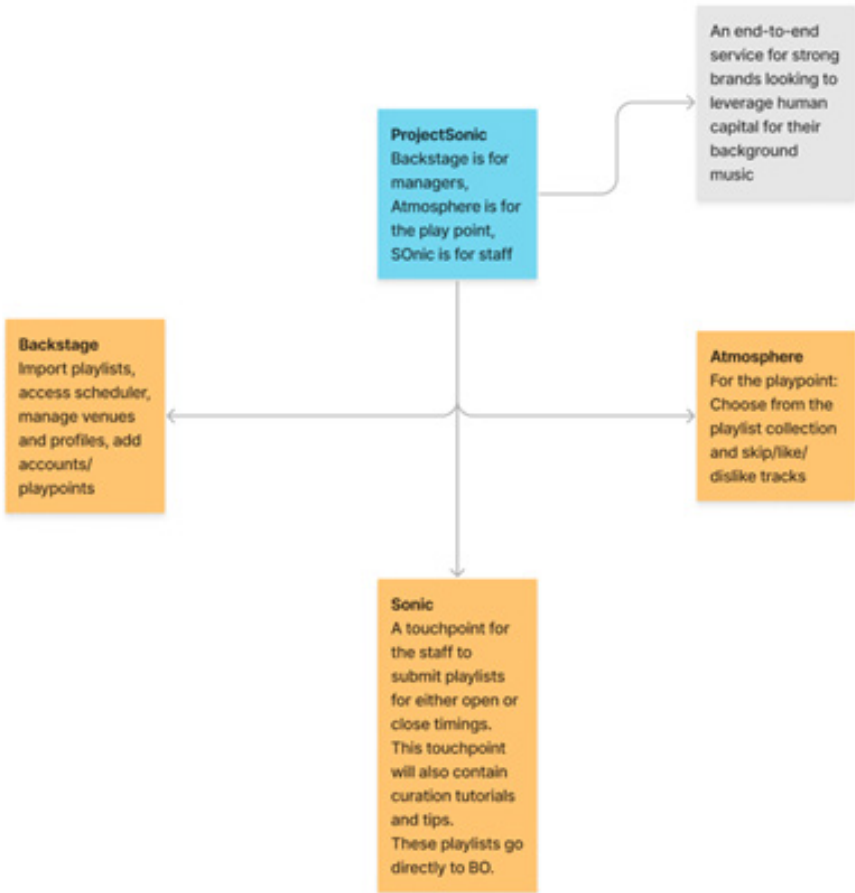 An end-to-end
service for strong
brands looking to
leverage human
capital for their
background
music
ProjectSonic
Backstage is for
managers,
Atmosphere is for
the play point,
SOnic is for staff
Backstage
Import playlists,
access scheduler,
manage venues
and profiles, add
accounts/
playpoints
Atmosphere
For the playpoint:
Choose from the
playlist collection
and skip/like/
dislike tracks
Sonic
A touchpoint for
the staff to
submit playlists
for either open or
close timings.
This touchpoint
will also contain
curation tutorials
and tips.
These playlists go
directly to BO.